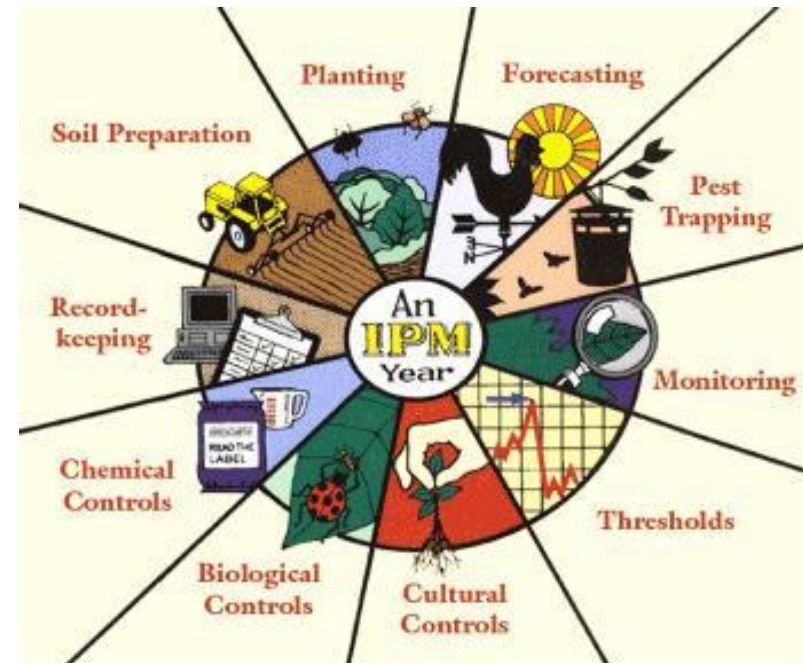 Planting
Forecasting
Soil Preparation
Pest
Trapping
Record-
keeping
An
IPM
Year
Monitoring
READ THE
LABEL
Chemical
Controls
Thresholds
Biological
Controls
Cultural
Controls